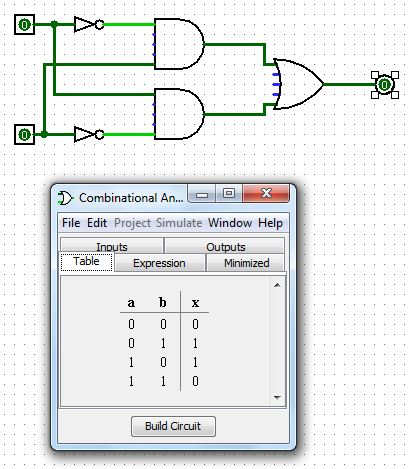 0
0
0
Combinational An...
File Edit Project Simulate Window Help
Inputs Outputs
Table Expression Minimized
a b x
0 0 0
0 1 1
1 0 1
1 1 0
Build Circuit